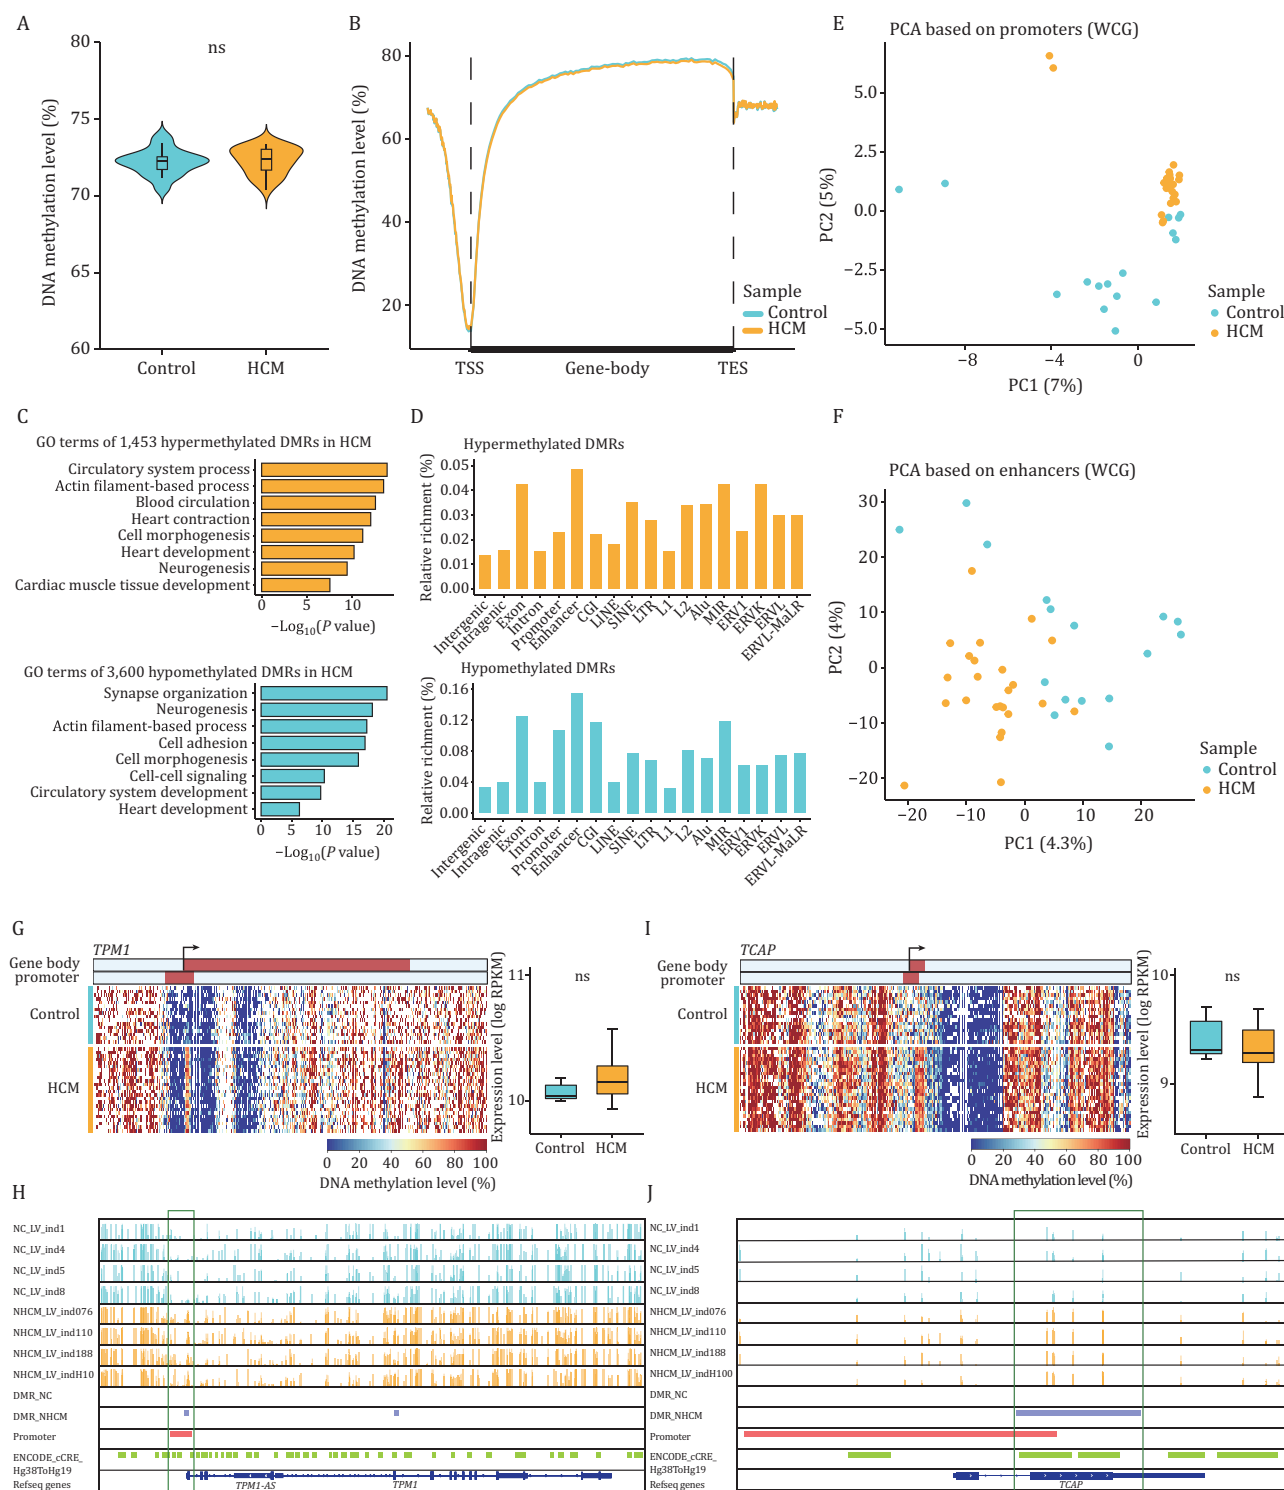 A
ns
DNA methylation level (%)
80
75
70
65
60
Control
HCM
B
DNA methylation level (%)
80
60
40
20
Sample
Control
HCM
TSS
Gene-body
TES
E
PCA based on promoters (WCG)
PC2 (5%)
5.0
2.5
0.0
−2.5
−5.0
Sample
Control
HCM
−8
−4
0
PC1 (7%)
C
GO terms of 1,453 hypermethylated DMRs in HCM
Circulatory system process
Actin filament-based process
Blood circulation
Heart contraction
Cell morphogenesis
Heart development
Neurogenesis
Cardiac muscle tissue development
0 5 10
−Log10(P value)
GO terms of 3,600 hypomethylated DMRs in HCM
Synapse organization
Neurogenesis
Actin filament-based process
Cell adhesion
Cell morphogenesis
Cell-cell signaling
Circulatory system development
Heart development
0 5 10 15 20
−Log10(P value)
D
Hypermethylated DMRs
Relative richment (%)
0.05
0.04
0.03
0.02
0.01
0.00
Intergenic
Intragenic
Exon
Intron
Promoter
Enhancer
CGI
LINE
SINE
LTR
L1
L2
Alu
MIR
ERV1
ERVK
ERVL
ERVL-MaLR
Hypomethylated DMRs
Relative richment (%)
0.16
0.12
0.08
0.04
0.00
Intergenic
Intragenic
Exon
Intron
Promoter
Enhancer
CGI
LINE
SINE
LTR
L1
L2
Alu
MIR
ERV1
ERVK
ERVL
ERVL-MaLR
F
PCA based on enhancers (WCG)
PC2 (4%)
30
20
10
0
−10
−20
Sample
Control
HCM
−20
−10
0
10
20
PC1 (4.3%)
G
TPM1
Gene body
promoter
Control
HCM
0 20 40 60 80 100
DNA methylation level (%)
Expression level (log RPKM)
11
10
ns
Control
HCM
I
TCAP
Gene body
promoter
Control
HCM
0 20 40 60 80 100
DNA methylation level (%)
Expression level (log RPKM)
10
9
ns
Control
HCM
H
NC_LV_ind1
NC_LV_ind4
NC_LV_ind5
NC_LV_ind8
NHCM_LV_ind076
NHCM_LV_ind110
NHCM_LV_ind188
NHCM_LV_indH10
DMR_NC
DMR_NHCM
Promoter
ENCODE_cCRE_
Hg38ToHg19
Refseq genes
TPM1-AS
TPM1
J
NC_LV_ind1
NC_LV_ind4
NC_LV_ind5
NC_LV_ind8
NHCM_LV_ind076
NHCM_LV_ind110
NHCM_LV_ind188
NHCM_LV_indH100
DMR_NC
DMR_NHCM
Promoter
ENCODE_cCRE_
Hg38ToHg19
Refseq genes
TCAP